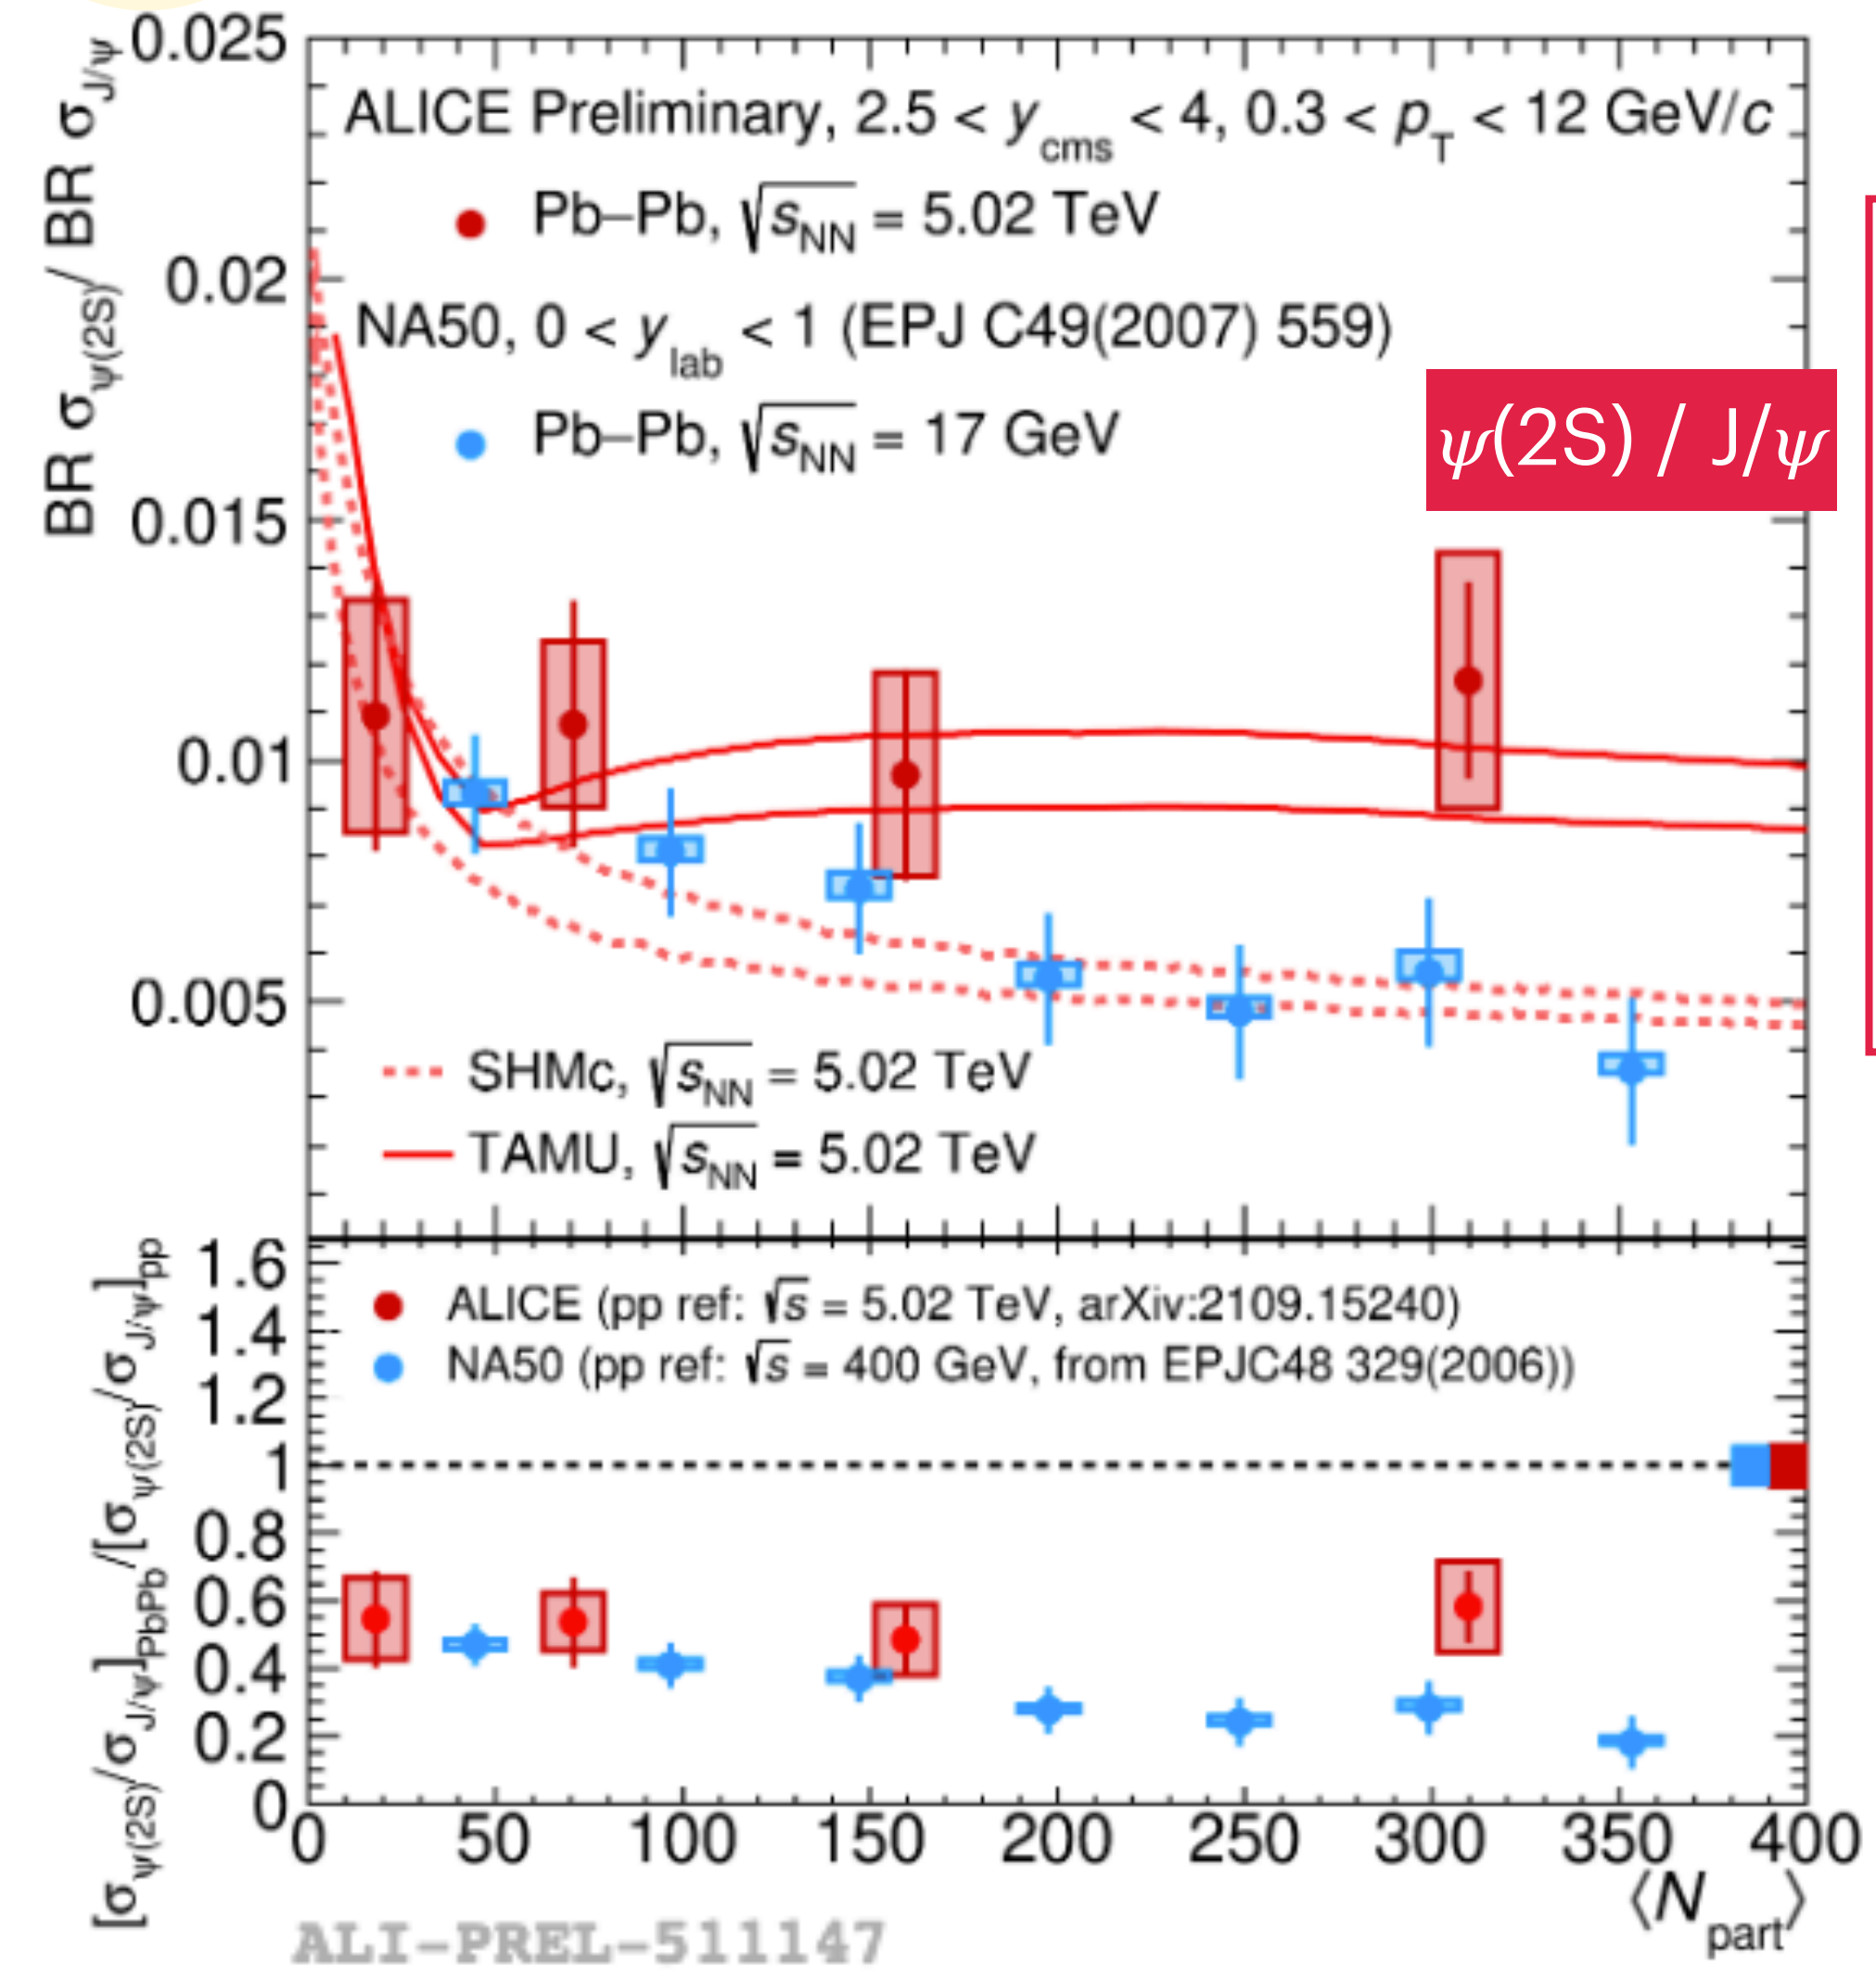 BR σψ(2S)/ BR σJ/ψ
0.025
0.02
0.015
0.01
0.005
ALICE Preliminary, 2.5 < ycms < 4, 0.3 < pT < 12 GeV/c
Pb–Pb, √sNN = 5.02 TeV
NA50, 0 < ylab < 1 (EPJ C49(2007) 559)
Pb–Pb, √sNN = 17 GeV
ψ(2S) / J/ψ
SHMc, √sNN = 5.02 TeV
TAMU, √sNN = 5.02 TeV
[σψ(2S)/σJ/ψ]PbPb/[σψ(2S)/σJ/ψ]pp
1.6
1.4
1.2
1
0.8
0.6
0.4
0.2
0
ALICE (pp ref: √s = 5.02 TeV, arXiv:2109.15240)
NA50 (pp ref: √s = 400 GeV, from EPJC48 329(2006))
0 50 100 150 200 250 300 350 400
⟨Npart⟩
ALI-PREL-511147